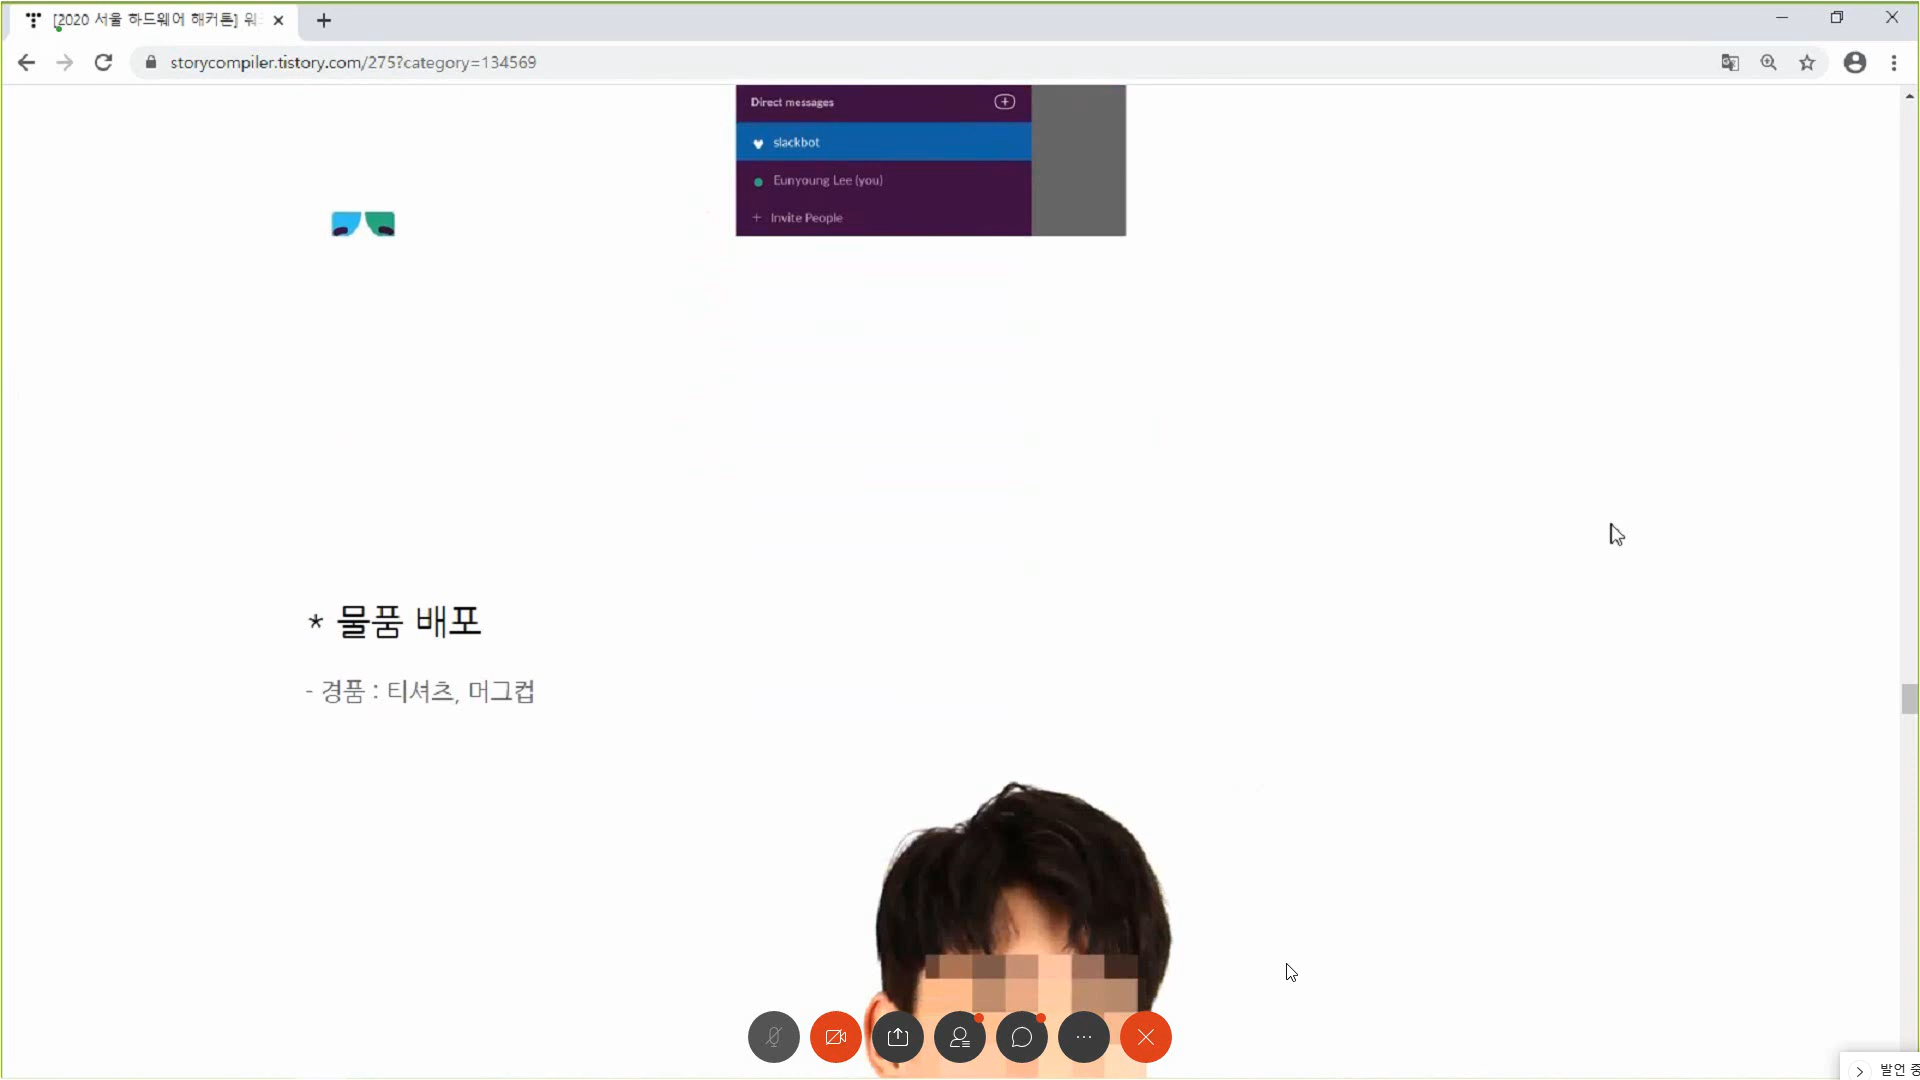 [2020 서울 하드웨어 해커톤] 워
storycompiler.tistory.com/275?category=134569
Direct messages
slackbot
Eunyoung Lee (you)
+ Invite People
* 물품 배포
- 경품 : 티셔츠, 머그컵
발언 중